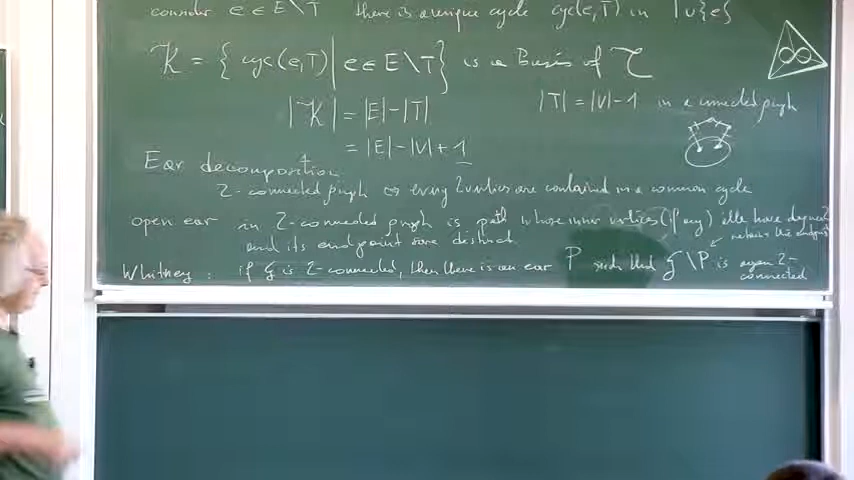 consider e ∈ E\T there is a unique cycle cyc(e,T) in T∪{e}
K = { cyc(e,T) | e ∈ E\T } is a Basis of
|K| = |E|-|T| |T| = |V|-1 in a connected graph
= |E|-|V|+1
Ear decomposition
2-connected graph ⇔ every 2 vertices are contained in a common cycle
open ear in 2-connected graph is path whose inner vertices (if any) all have degree 2
and its endpoints are distinct
Whitney: if G is 2-connected, then there is an ear P such that G\P is again 2-connected